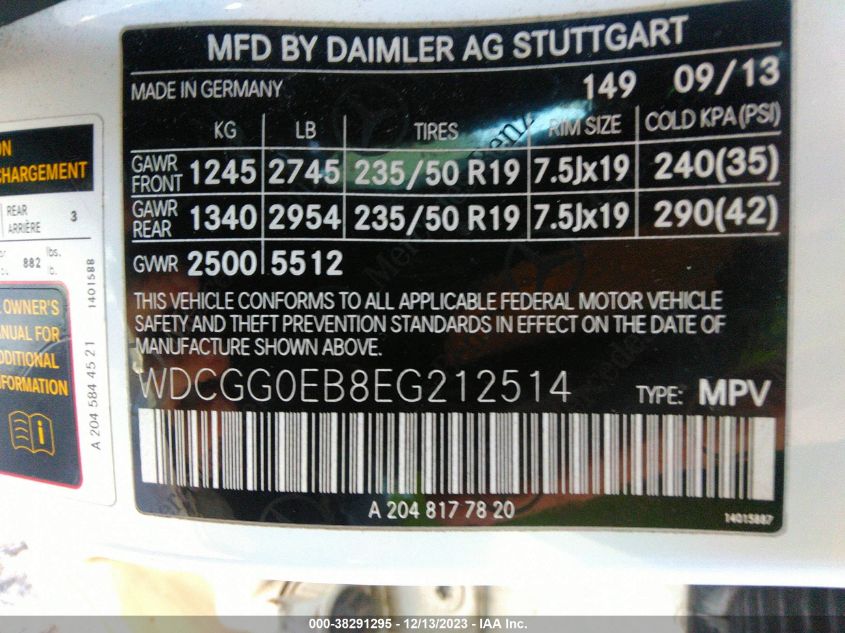 MFD BY DAIMLER AG STUTTGART
MADE IN GERMANY 149 09/13
KG LB TIRES RIM SIZE COLD KPA (PSI)
GAWR FRONT 1245 2745 235/50 R19 7.5Jx19 240(35)
GAWR REAR 1340 2954 235/50 R19 7.5Jx19 290(42)
GVWR 2500 5512
THIS VEHICLE CONFORMS TO ALL APPLICABLE FEDERAL MOTOR VEHICLE
SAFETY AND THEFT PREVENTION STANDARDS IN EFFECT ON THE DATE OF
MANUFACTURE SHOWN ABOVE.
WDCGG0EB8EG212514 TYPE: MPV
A 204 817 78 20
14015887
CHARGEMENT
REAR 3
ARRIÈRE
882 lbs.
OWNER'S
FOR
INFORMATION
A 204 584 45 21 1401588
000-38291295 - 12/13/2023 - IAA Inc.